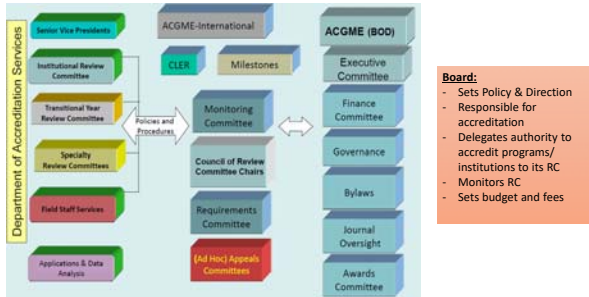 Department of Accreditation Services
Senior Vice Presidents
Institutional Review
Committee
Transitional Year
Review Committee
Specialty
Review Committees
Field Staff Services
Applications & Data
Analysis
Policies and
Procedures
ACGME-International
CLER
Milestones
Monitoring
Committee
Council of Review
Committee Chairs
Requirements
Committee
(Ad Hoc) Appeals
Committees
ACGME (BOD)
Executive
Committee
Finance
Committee
Governance
Bylaws
Journal
Oversight
Awards
Committee
Board:
- Sets Policy & Direction
- Responsible for
accreditation
- Delegates authority to
accredit programs/
institutions to its RC
- Monitors RC
- Sets budget and fees